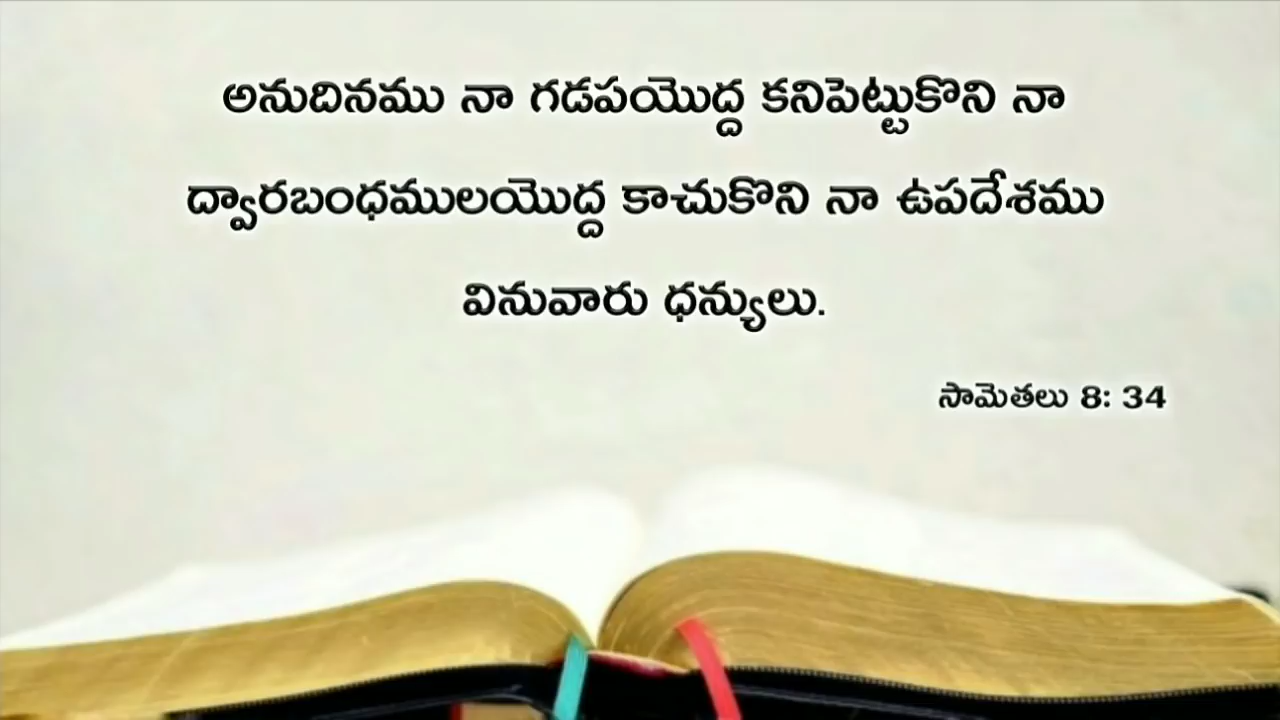 అనుదినము నా గడపయొద్ద కనిపెట్టుకొని నా
ద్వారబంధములయొద్ద కాచుకొని నా ఉపదేశము
వినువారు ధన్యులు.
సామెతలు 8: 34